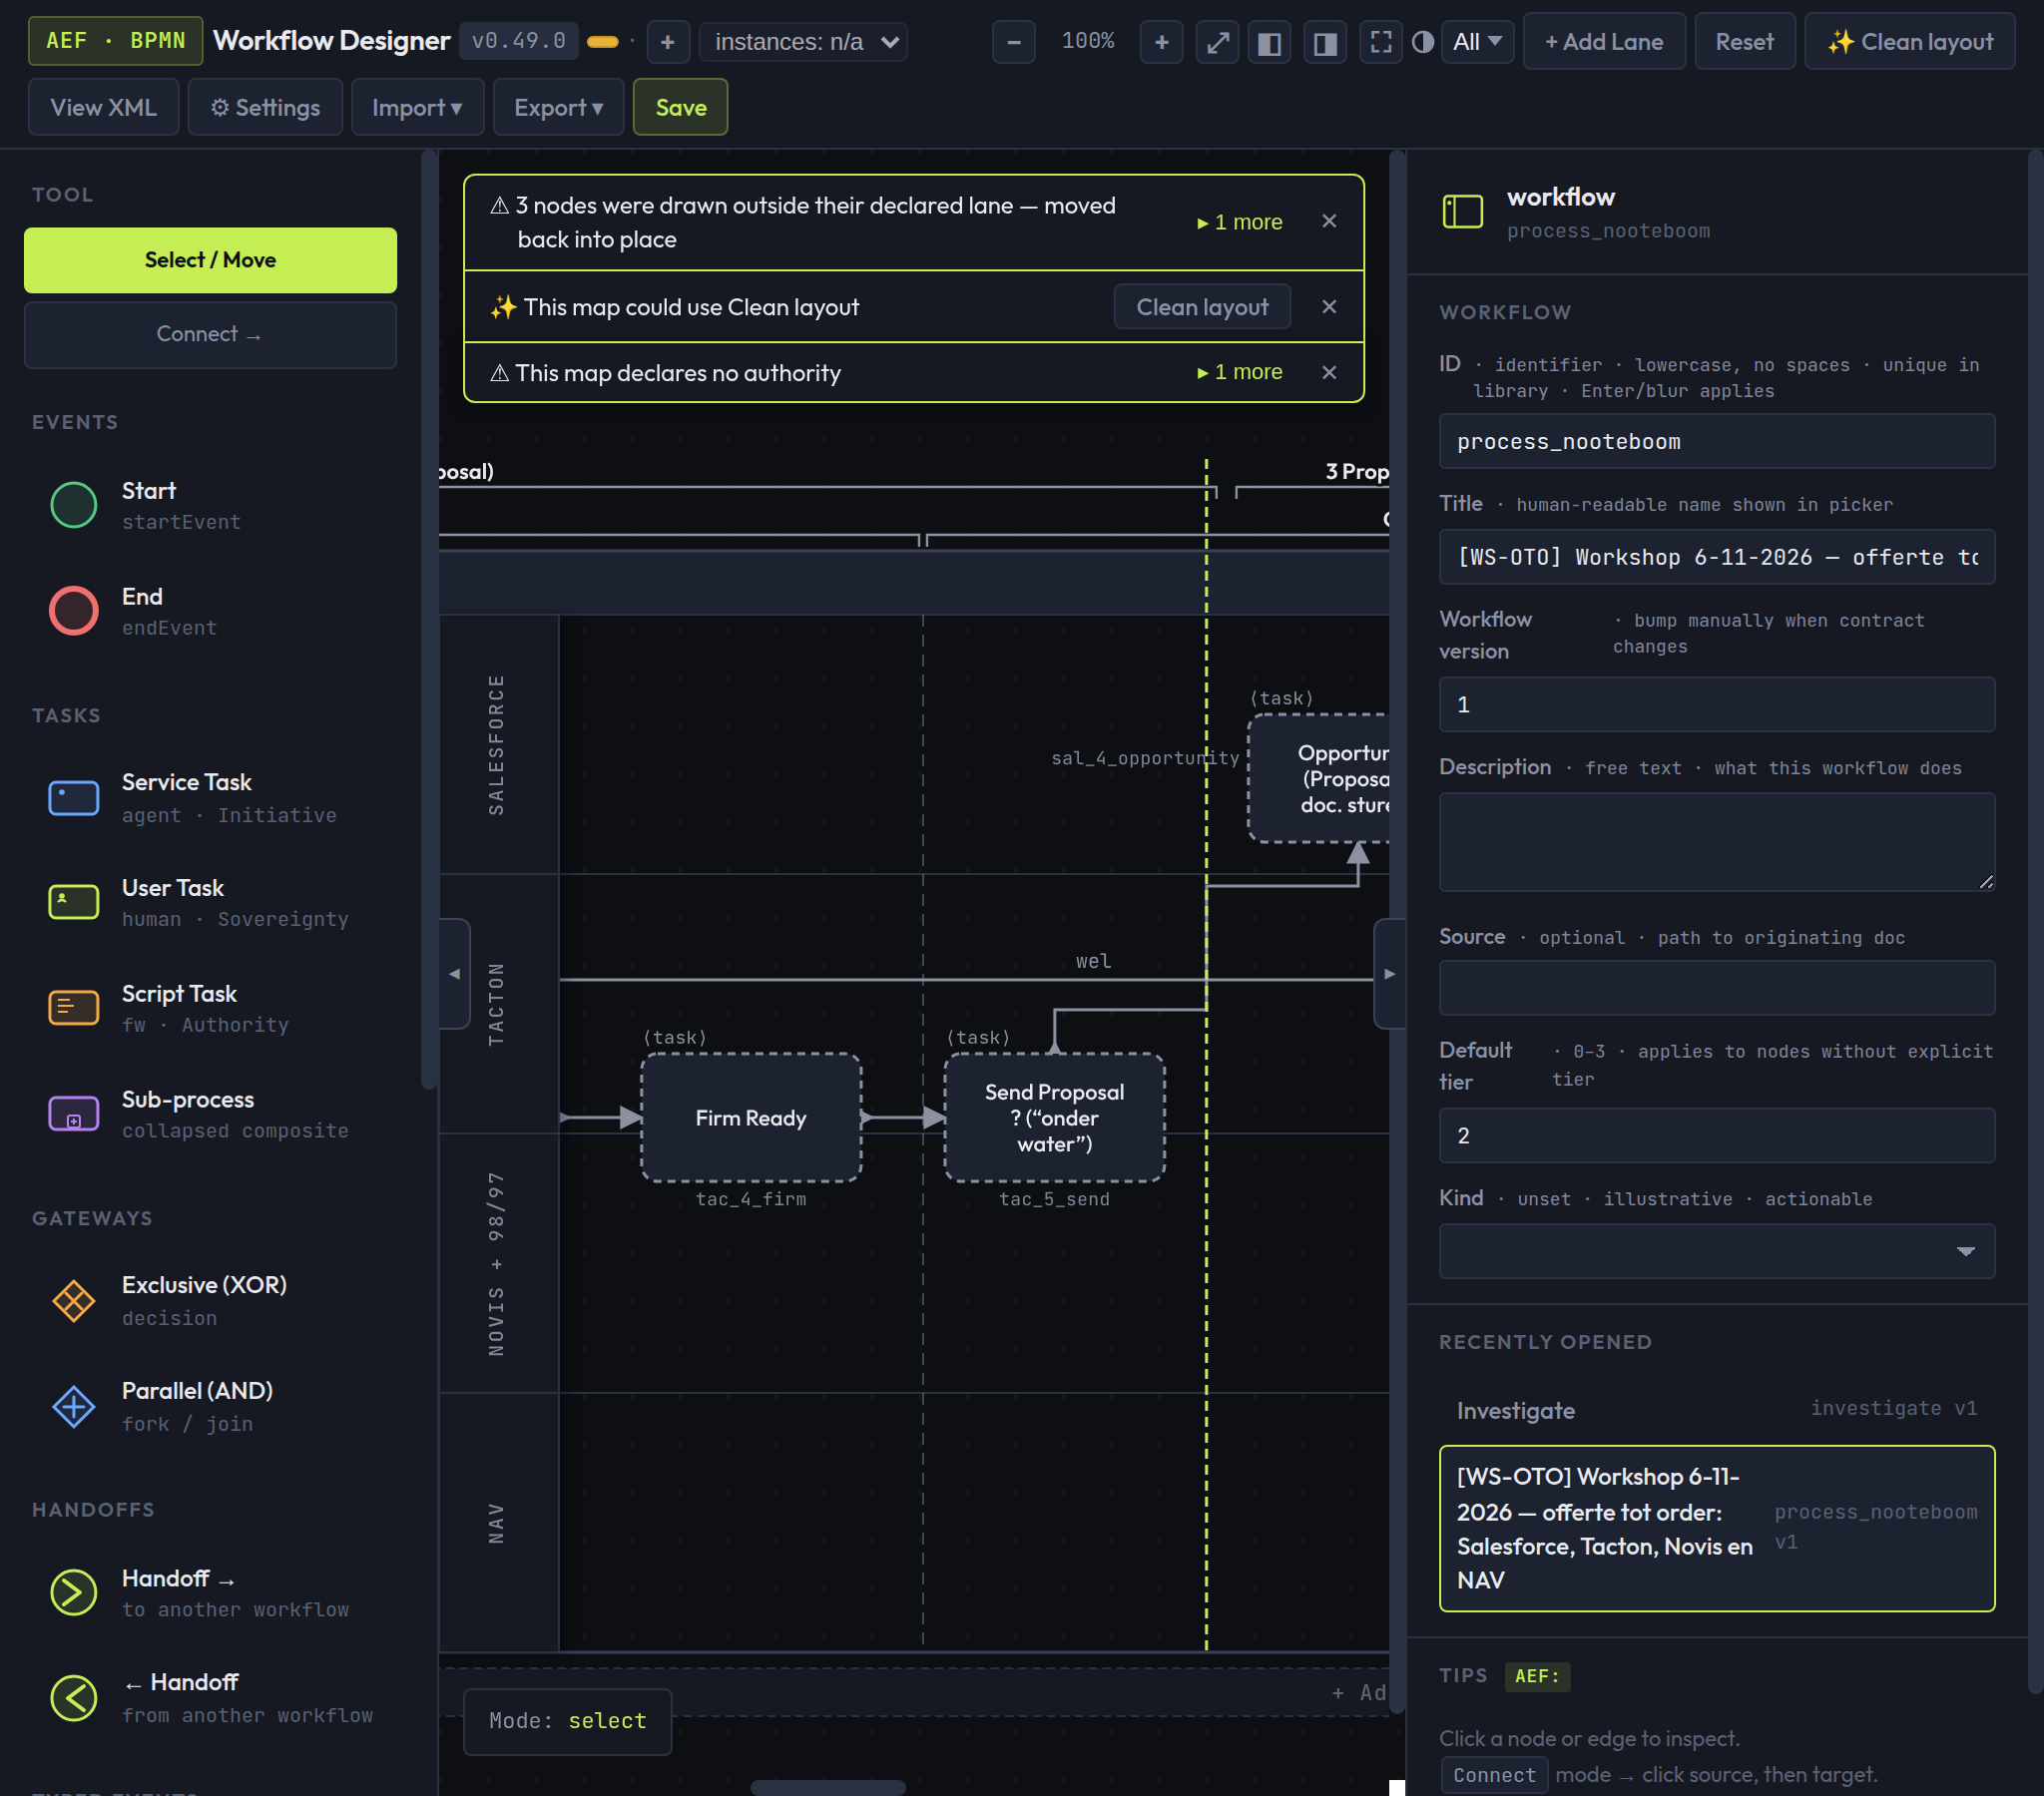 AEF · BPMN Workflow Designer v0.49.0 · + instances: n/a − 100% + All + Add Lane Reset ✨ Clean layout
View XML ⚙ Settings Import ▾ Export ▾ Save
TOOL
Select / Move
Connect →
EVENTS
Start
startEvent
End
endEvent
TASKS
Service Task
agent · Initiative
User Task
human · Sovereignty
Script Task
fw · Authority
Sub-process
collapsed composite
GATEWAYS
Exclusive (XOR)
decision
Parallel (AND)
fork / join
HANDOFFS
Handoff →
to another workflow
← Handoff
from another workflow
⚠ 3 nodes were drawn outside their declared lane — moved
back into place
▸ 1 more ✕
✨ This map could use Clean layout Clean layout ✕
⚠ This map declares no authority ▸ 1 more ✕
posal)
3 Prop
SALESFORCE
⟨task⟩
sal_4_opportunity
Opportun
(Proposa
doc. sture
TACTON
wel
⟨task⟩
Firm Ready
tac_4_firm
⟨task⟩
Send Proposal
? (“onder
water”)
tac_5_send
NOVIS + 98/97
NAV
+ Ad
Mode: select
workflow
process_nooteboom
WORKFLOW
ID · identifier · lowercase, no spaces · unique in
library · Enter/blur applies
process_nooteboom
Title · human-readable name shown in picker
[WS-OTO] Workshop 6-11-2026 — offerte to
Workflow version · bump manually when contract
changes
1
Description · free text · what this workflow does
Source · optional · path to originating doc
Default tier · 0–3 · applies to nodes without explicit
tier
2
Kind · unset · illustrative · actionable
RECENTLY OPENED
Investigate investigate v1
[WS-OTO] Workshop 6-11-
2026 — offerte tot order:
Salesforce, Tacton, Novis en
NAV
process_nooteboom
v1
TIPS AEF:
Click a node or edge to inspect.
Connect mode → click source, then target.